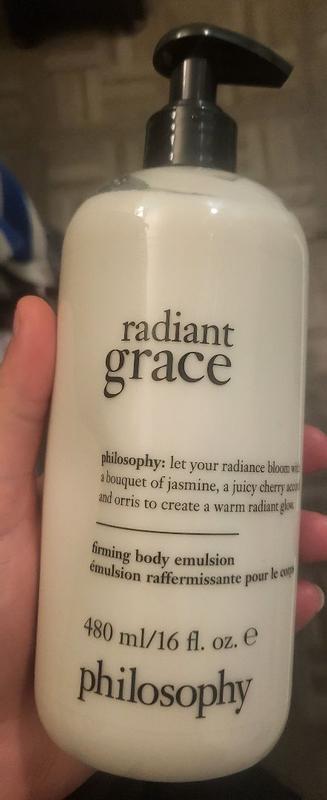 radiant
grace
philosophy: let your radiance bloom
a bouquet of jasmine, a juicy cherry
and orris to create a warm radiant glow.
firming body emulsion
émulsion raffermissante pour le corps
480 ml/16 fl. oz. ℮
philosophy